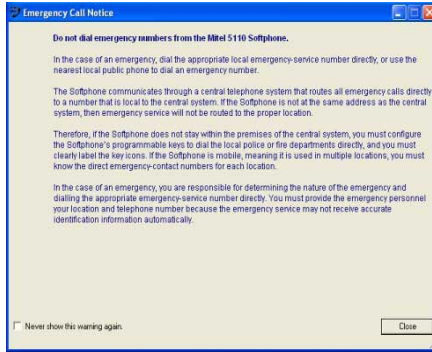 Emergency Call Notice
Do not dial emergency numbers from the Mitel 5110 Softphone.
In the case of an emergency, dial the appropriate local emergency-service number directly, or use the
nearest local public phone to dial an emergency number.
The Softphone communicates through a central telephone system that routes all emergency calls directly
to a number that is local to the central system. If the Softphone is not at the same address as the central
system, then emergency service will not be routed to the proper location.
Therefore, if the Softphone does not stay within the premises of the central system, you must configure
the Softphone's programmable keys to dial the local police or fire departments directly, and you must
clearly label the key icons. If the Softphone is mobile, meaning it is used in multiple locations, you must
know the direct emergency-contact numbers for each location.
In the case of an emergency, you are responsible for determining the nature of the emergency and
dialling the appropriate emergency-service number directly. You must provide the emergency personnel
your location and telephone number because the emergency service may not receive accurate
identification information automatically.
Never show this warning again.
Close